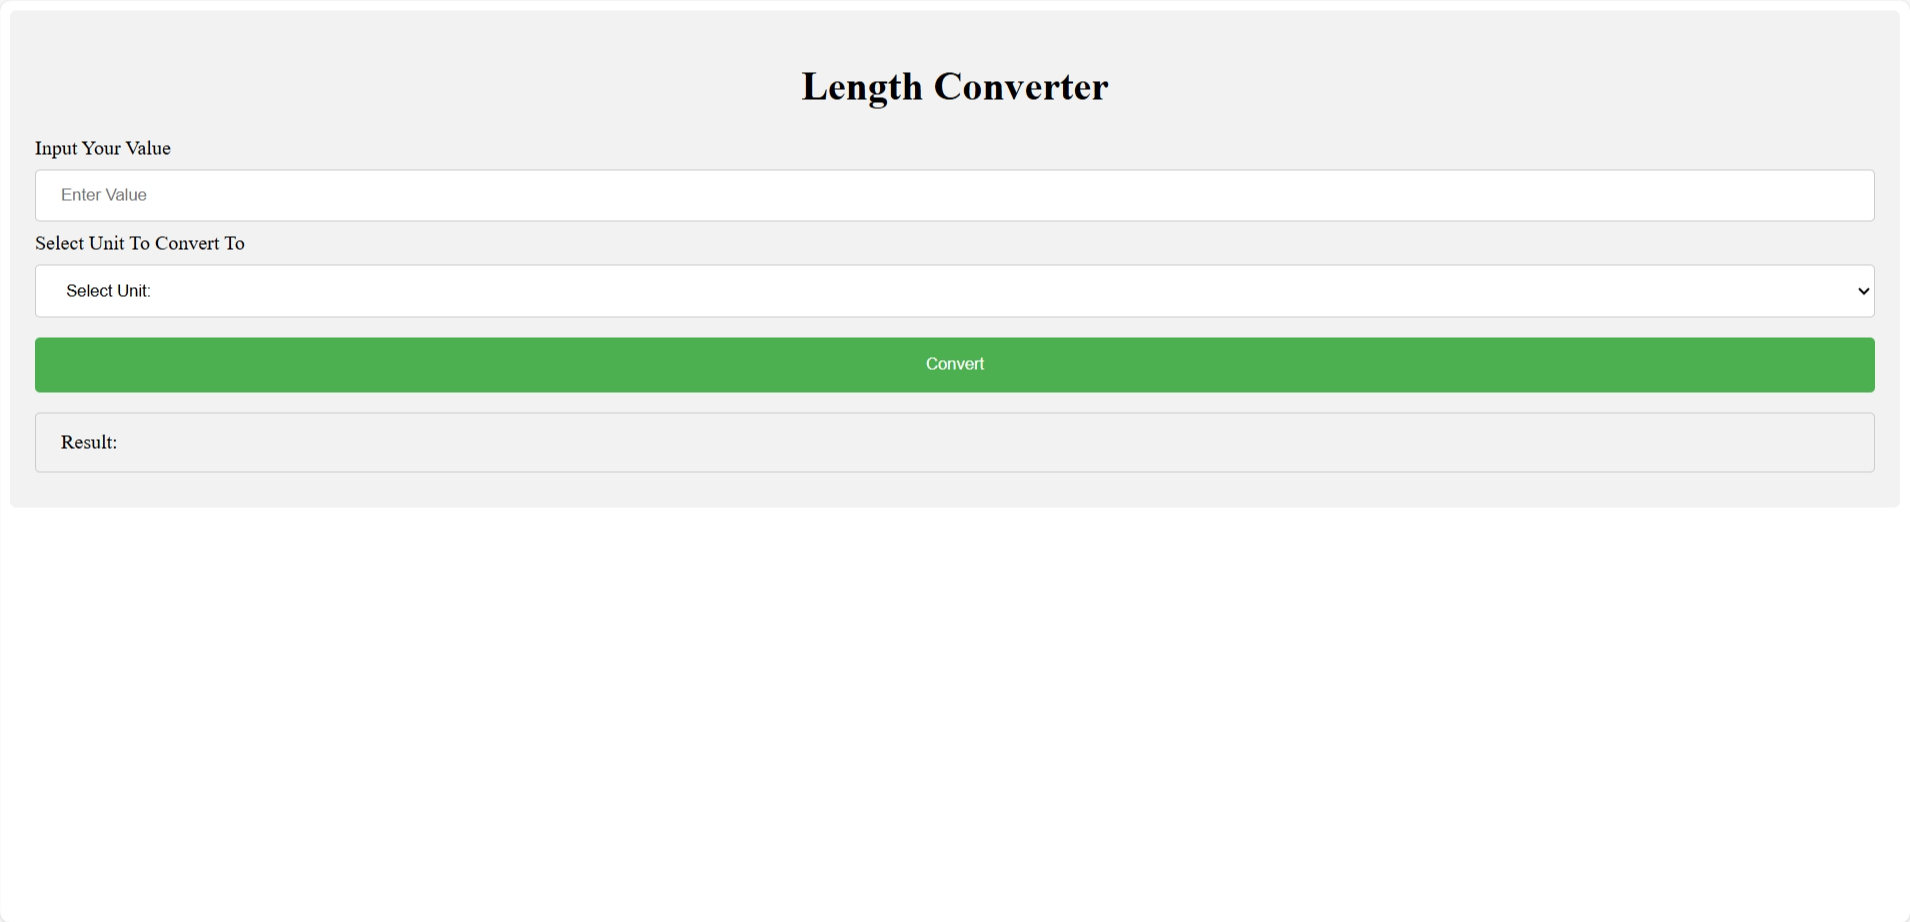 Length Converter
Input Your Value
Enter Value
Select Unit To Convert To
Select Unit:
Convert
Result: